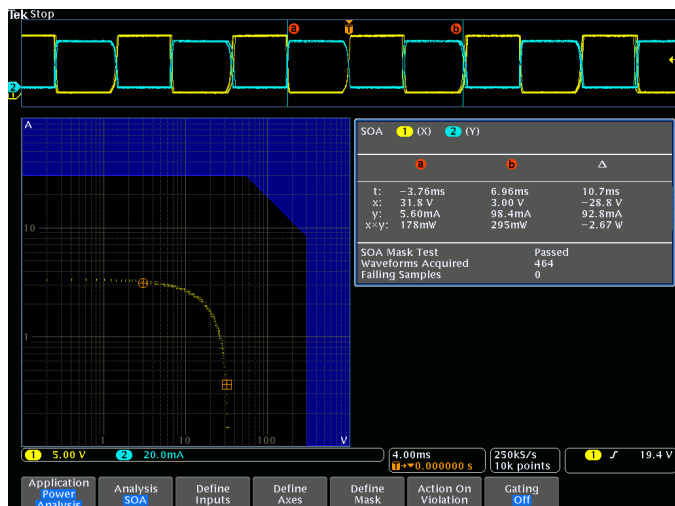 Tek Stop
a T b
2
1
A
10
1
1 10 100 V
SOA 1 (X) 2 (Y)
a b Δ
t: −3.76ms 6.96ms 10.7ms
x: 31.8 V 3.00 V −28.8 V
y: 5.60mA 98.4mA 92.8mA
x×y: 178mW 295mW −2.67 W
SOA Mask Test Passed
Waveforms Acquired 464
Failing Samples 0
1 5.00 V 2 20.0mA 4.00ms 250kS/s 1 19.4 V
T→▼0.000000 s 10k points
Application Power Analysis
Analysis SOA
Define Inputs
Define Axes
Define Mask
Action On Violation
Gating Off